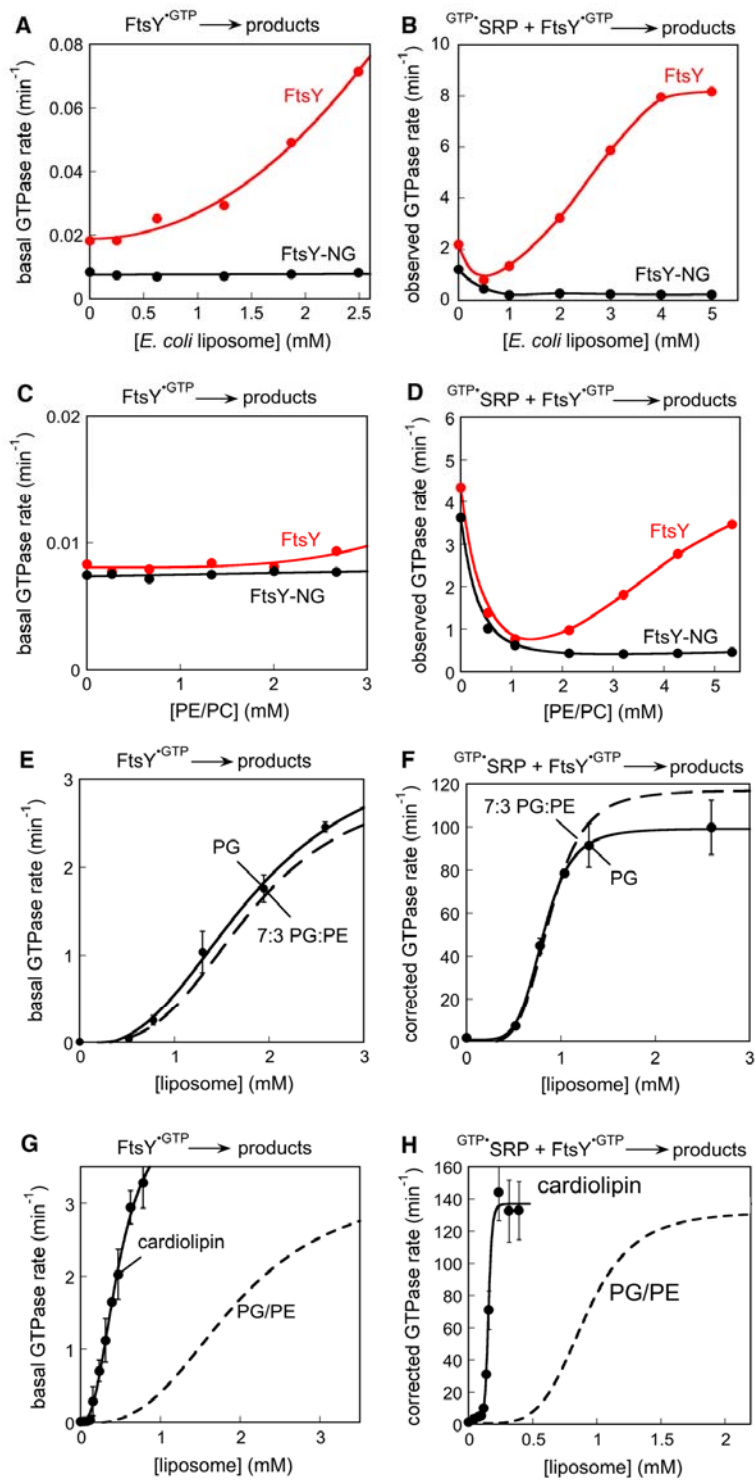 A
FtsY•GTP → products
basal GTPase rate (min-1)
0.08
0.06
0.04
0.02
0
FtsY
FtsY-NG
0 0.5 1 1.5 2 2.5
[E. coli liposome] (mM)
B
GTP•SRP + FtsY•GTP → products
observed GTPase rate (min-1)
10
8
6
4
2
0
FtsY
FtsY-NG
0 1 2 3 4 5
[E. coli liposome] (mM)
C
FtsY•GTP → products
basal GTPase rate (min-1)
0.02
0.01
0
FtsY
FtsY-NG
0 1 2 3
[PE/PC] (mM)
D
GTP•SRP + FtsY•GTP → products
observed GTPase rate (min-1)
6
5
4
3
2
1
0
FtsY
FtsY-NG
0 1 2 3 4 5
[PE/PC] (mM)
E
FtsY•GTP → products
basal GTPase rate (min-1)
3
2
1
0
PG
7:3 PG:PE
0 1 2 3
[liposome] (mM)
F
GTP•SRP + FtsY•GTP → products
corrected GTPase rate (min-1)
120
100
80
60
40
20
0
7:3 PG:PE
PG
0 1 2 3
[liposome] (mM)
G
FtsY•GTP → products
basal GTPase rate (min-1)
3
2
1
0
cardiolipin
PG/PE
0 1 2 3
[liposome] (mM)
H
GTP•SRP + FtsY•GTP → products
corrected GTPase rate (min-1)
160
140
120
100
80
60
40
20
0
cardiolipin
PG/PE
0 0.5 1 1.5 2
[liposome] (mM)